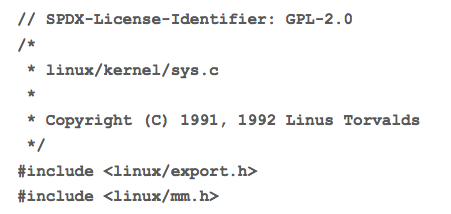 // SPDX-License-Identifier: GPL-2.0
/*
 * linux/kernel/sys.c
 *
 * Copyright (C) 1991, 1992 Linus Torvalds
 */
#include <linux/export.h>
#include <linux/mm.h>